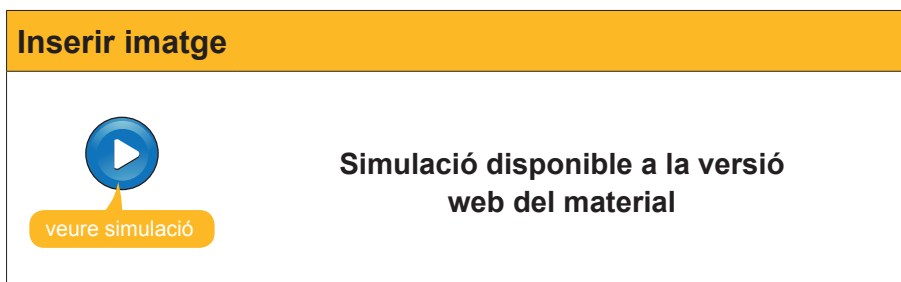 Inserir imatge
Simulació disponible a la versió
web del material
veure simulació